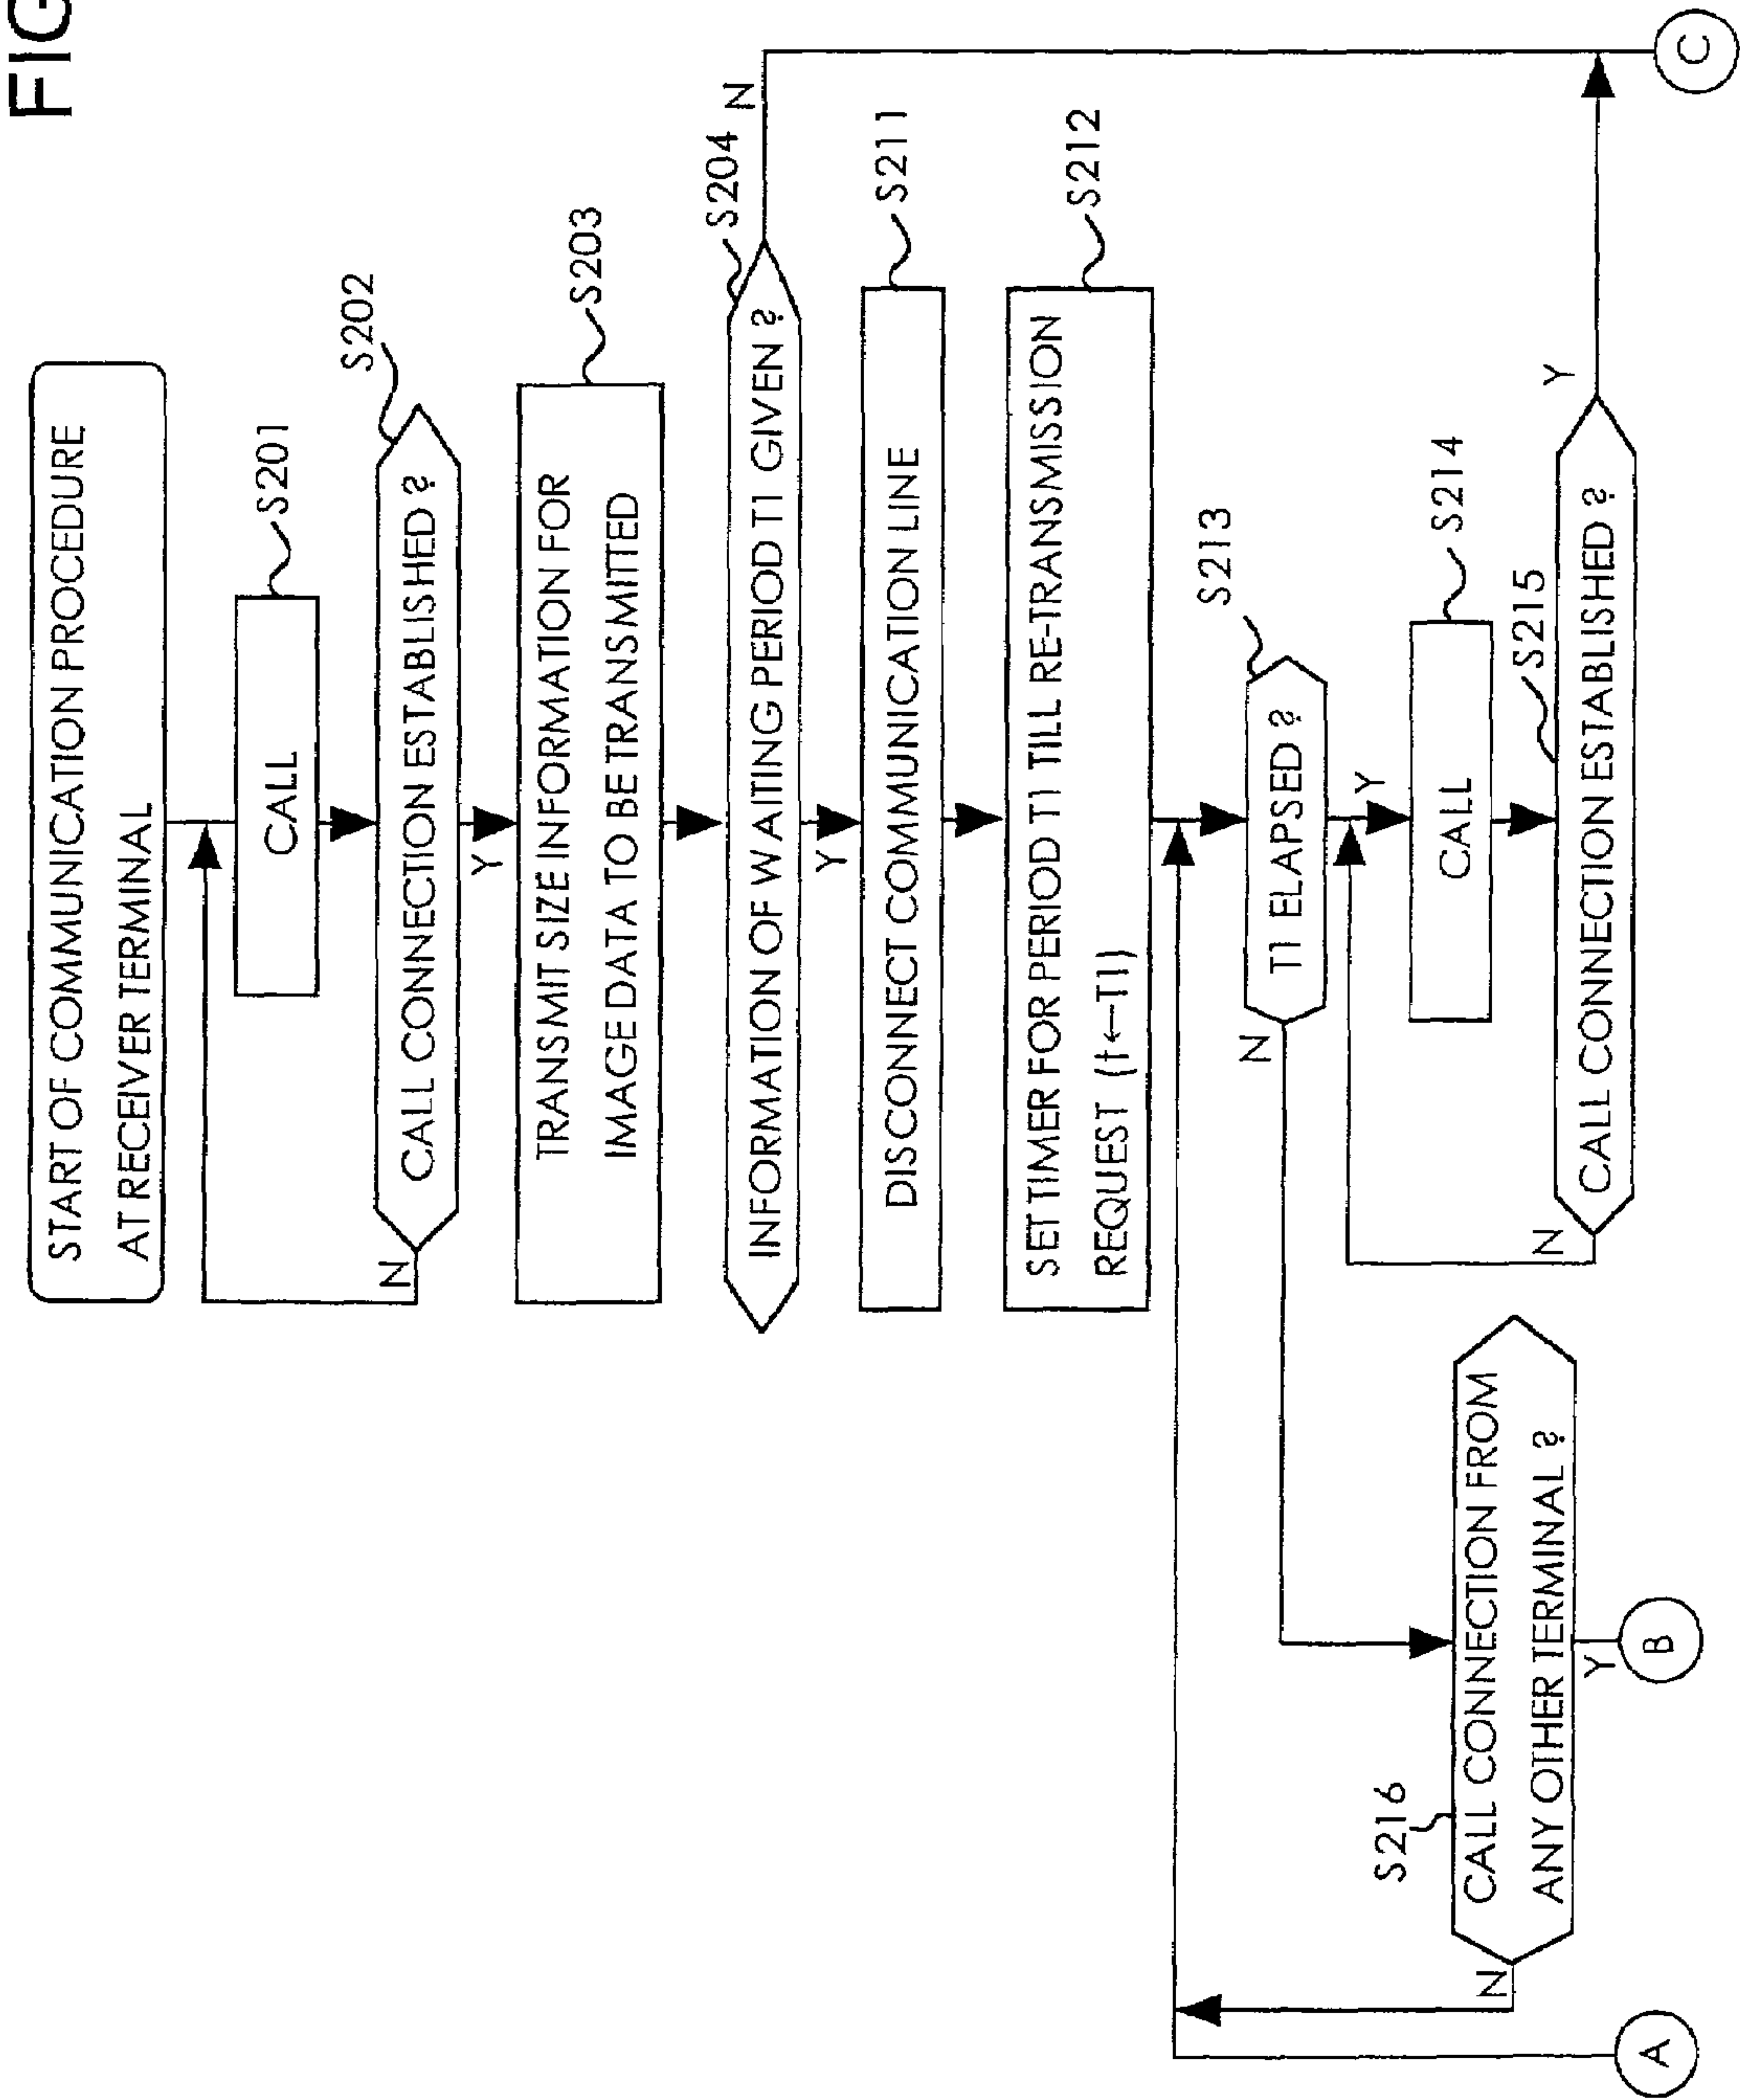 FIG
START OF COMMUNICATION PROCEDURE
AT RECEIVER TERMINAL
S201
CALL
S202
CALL CONNECTION ESTABLISHED ?
N
Y
S203
TRANSMIT SIZE INFORMATION FOR
IMAGE DATA TO BE TRANSMITTED
S204
N
INFORMATION OF WAITING PERIOD T1 GIVEN ?
Y
S211
DISCONNECT COMMUNICATION LINE
S212
SET TIMER FOR PERIOD T1 TILL RE-TRANSMISSION
REQUEST (t←T1)
S213
T1 ELAPSED ?
N
Y
S214
CALL
S215
CALL CONNECTION ESTABLISHED ?
N
Y
S216
CALL CONNECTION FROM
ANY OTHER TERMINAL ?
N
Y
A
B
C